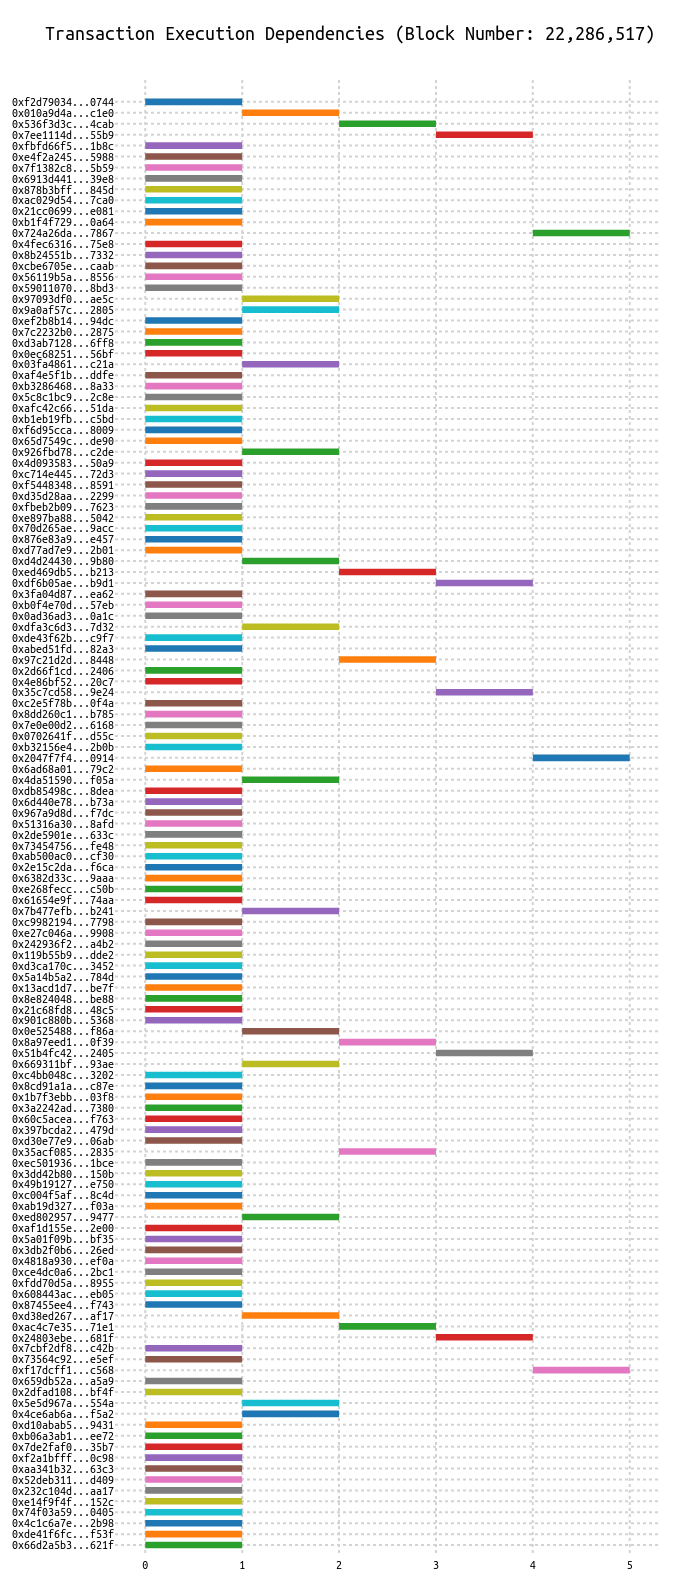 Transaction Execution Dependencies (Block Number: 22,286,517)
0xf2d79034...0744
0x010a9d4a...c1e0
0x536f3d3c...4cab
0x7ee1114d...55b9
0xfbfd66f5...1b8c
0xe4f2a245...5988
0x7f1382c8...5b59
0x6913d441...39e8
0x878b3bff...845d
0xac029d54...7ca0
0x21cc0699...e081
0xb1f4f729...0a64
0x724a26da...7867
0x4fec6316...75e8
0x8b24551b...7332
0xcbe6705e...caab
0x56119b5a...8556
0x59011070...8bd3
0x97093df0...ae5c
0x9a0af57c...2805
0xef2b8b14...94dc
0x7c2232b0...2875
0xd3ab7128...6ff8
0x0ec68251...56bf
0x03fa4861...c21a
0xaf4e5f1b...ddfe
0xb3286468...8a33
0x5c8c1bc9...2c8e
0xafc42c66...51da
0xb1eb19fb...c5bd
0xf6d95cca...8009
0x65d7549c...de90
0x926fbd78...c2de
0x4d093583...50a9
0xc714e445...72d3
0xf5448348...8591
0xd35d28aa...2299
0xfbeb2b09...7623
0xe897ba88...5042
0x70d265ae...9acc
0x876e83a9...e457
0xd77ad7e9...2b01
0xd4d24430...9b80
0xed469db5...b213
0xdf6b05ae...b9d1
0x3fa04d87...ea62
0xb0f4e70d...57eb
0x0ad36ad3...0a1c
0xdfa3c6d3...7d32
0xde43f62b...c9f7
0xabed51fd...82a3
0x97c21d2d...8448
0x2d66f1cd...2406
0x4e86bf52...20c7
0x35c7cd58...9e24
0xc2e5f78b...0f4a
0x8dd260c1...b785
0x7e0e00d2...6168
0x0702641f...d55c
0xb32156e4...2b0b
0x2047f7f4...0914
0x6ad68a01...79c2
0x4da51590...f05a
0xdb85498c...8dea
0x6d440e78...b73a
0x967a9d8d...f7dc
0x51316a30...8afd
0x2de5901e...633c
0x73454756...fe48
0xab500ac0...cf30
0x2e15c2da...f6ca
0x6382d33c...9aaa
0xe268fecc...c50b
0x61654e9f...74aa
0x7b477efb...b241
0xc9982194...7798
0xe27c046a...9908
0x242936f2...a4b2
0x119b55b9...dde2
0xd3ca170c...3452
0x5a14b5a2...784d
0x13acd1d7...be7f
0x8e824048...be88
0x21c68fd8...48c5
0x901c880b...5368
0x0e525488...f86a
0x8a97eed1...0f39
0x51b4fc42...2405
0x669311bf...93ae
0xc4bb048c...3202
0x8cd91a1a...c87e
0x1b7f3ebb...03f8
0x3a2242ad...7380
0x60c5acea...f763
0x397bcda2...479d
0xd30e77e9...06ab
0x35acf085...2835
0xec501936...1bce
0x3dd42b80...150b
0x49b19127...e750
0xc004f5af...8c4d
0xab19d327...f03a
0xed802957...9477
0xaf1d155e...2e00
0x5a01f09b...bf35
0x3db2f0b6...26ed
0x4818a930...ef0a
0xce4dc0a6...2bc1
0xfdd70d5a...8955
0x608443ac...eb05
0x87455ee4...f743
0xd38ed267...af17
0xac4c7e35...71e1
0x24803ebe...681f
0x7cbf2df8...c42b
0x73564c92...e5ef
0xf17dcff1...c568
0x659db52a...a5a9
0x2dfad108...bf4f
0x5e5d967a...554a
0x4ce6ab6a...f5a2
0xd10abab5...9431
0xb06a3ab1...ee72
0x7de2faf0...35b7
0xf2a1bfff...0c98
0xaa341b32...63c3
0x52deb311...d409
0x232c104d...aa17
0xe14f9f4f...152c
0x74f03a59...0405
0x4c1c6a7e...2b98
0xde41f6fc...f53f
0x66d2a5b3...621f
0 1 2 3 4 5